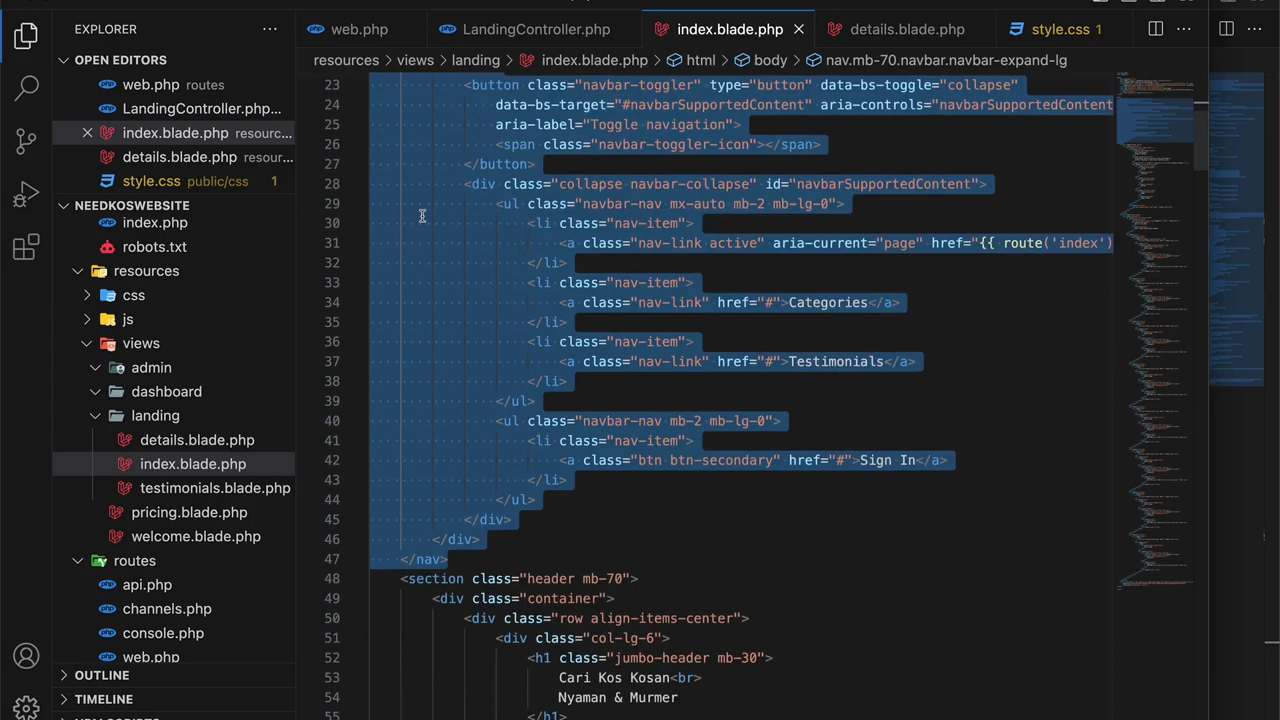 EXPLORER
OPEN EDITORS
web.php routes
LandingController.php...
index.blade.php resourc...
details.blade.php resour...
style.css public/css 1
NEEDKOSWEBSITE
index.php
robots.txt
resources
css
js
views
admin
dashboard
landing
details.blade.php
index.blade.php
testimonials.blade.php
pricing.blade.php
welcome.blade.php
routes
api.php
channels.php
console.php
web.php
OUTLINE
TIMELINE
web.php
LandingController.php
index.blade.php
details.blade.php
style.css 1
resources > views > landing > index.blade.php > html > body > nav.mb-70.navbar.navbar-expand-lg
23 <button class="navbar-toggler" type="button" data-bs-toggle="collapse"
24 data-bs-target="#navbarSupportedContent" aria-controls="navbarSupportedContent
25 aria-label="Toggle navigation">
26 <span class="navbar-toggler-icon"></span>
27 </button>
28 <div class="collapse navbar-collapse" id="navbarSupportedContent">
29 <ul class="navbar-nav mx-auto mb-2 mb-lg-0">
30 <li class="nav-item">
31 <a class="nav-link active" aria-current="page" href="{{ route('index')
32 </li>
33 <li class="nav-item">
34 <a class="nav-link" href="#">Categories</a>
35 </li>
36 <li class="nav-item">
37 <a class="nav-link" href="#">Testimonials</a>
38 </li>
39 </ul>
40 <ul class="navbar-nav mb-2 mb-lg-0">
41 <li class="nav-item">
42 <a class="btn btn-secondary" href="#">Sign In</a>
43 </li>
44 </ul>
45 </div>
46 </div>
47 </nav>
48 <section class="header mb-70">
49 <div class="container">
50 <div class="row align-items-center">
51 <div class="col-lg-6">
52 <h1 class="jumbo-header mb-30">
53 Cari Kos Kosan<br>
54 Nyaman & Murmer
55 </h1>